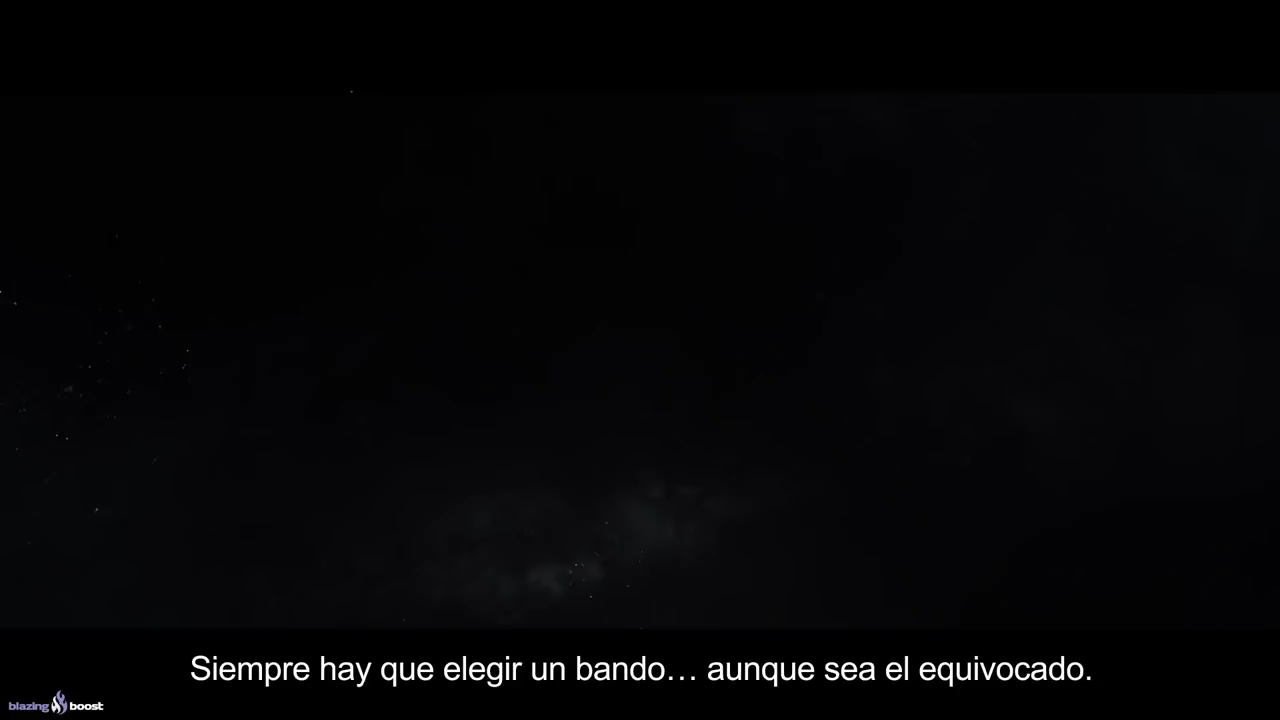 Siempre hay que elegir un bando… aunque sea el equivocado.
blazing boost